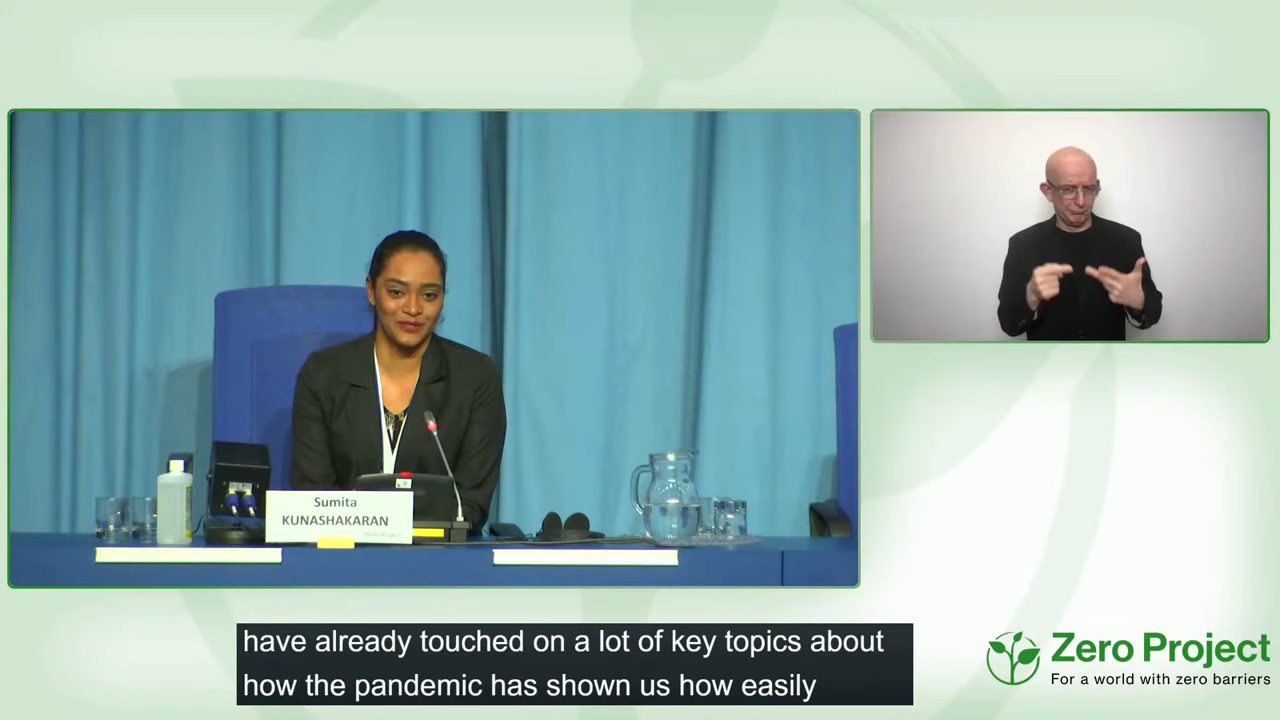 Sumita
KUNASHAKARAN
have already touched on a lot of key topics about
how the pandemic has shown us how easily
Zero Project
For a world with zero barriers